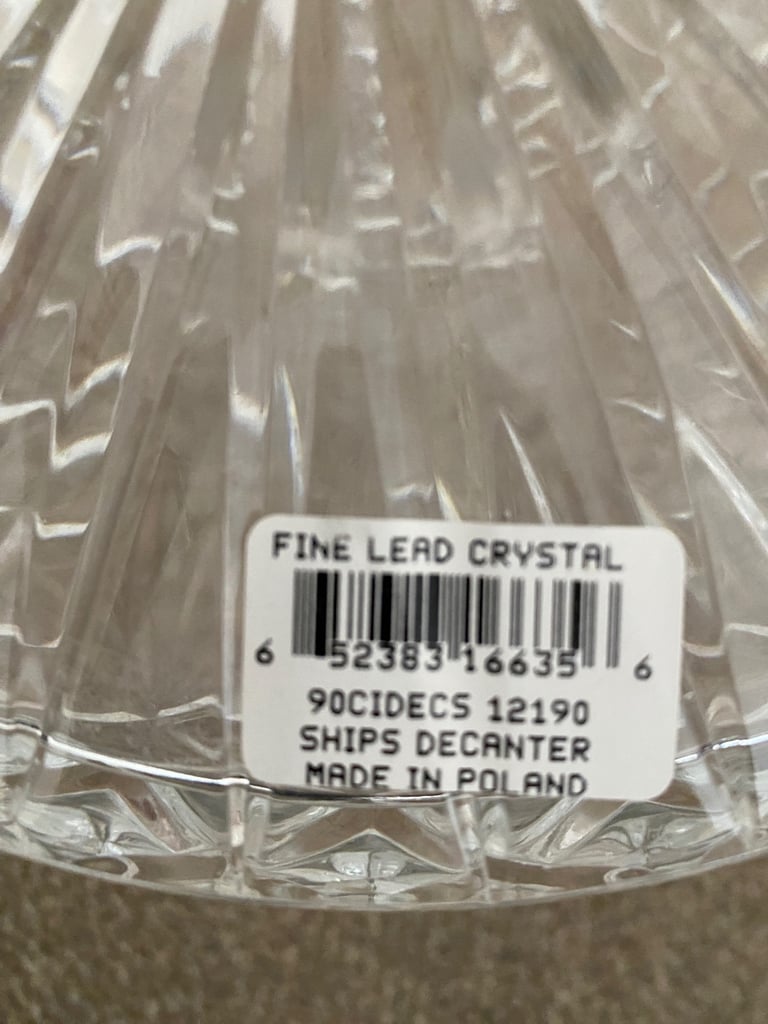 FINE LEAD CRYSTAL
6 52383 16635 6
90CIDECS 12190
SHIPS DECANTER
MADE IN POLAND